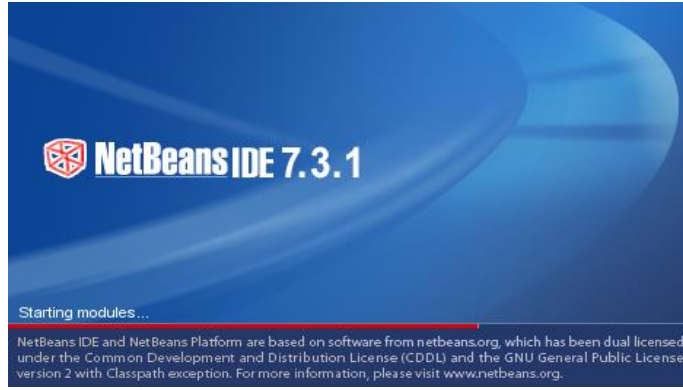 NetBeans IDE 7.3.1
Starting modules...
NetBeans IDE and NetBeans Platform are based on software from netbeans.org, which has been dual licensed
under the Common Development and Distribution License (CDDL) and the GNU General Public License
version 2 with Classpath exception. For more information, please visit www.netbeans.org.